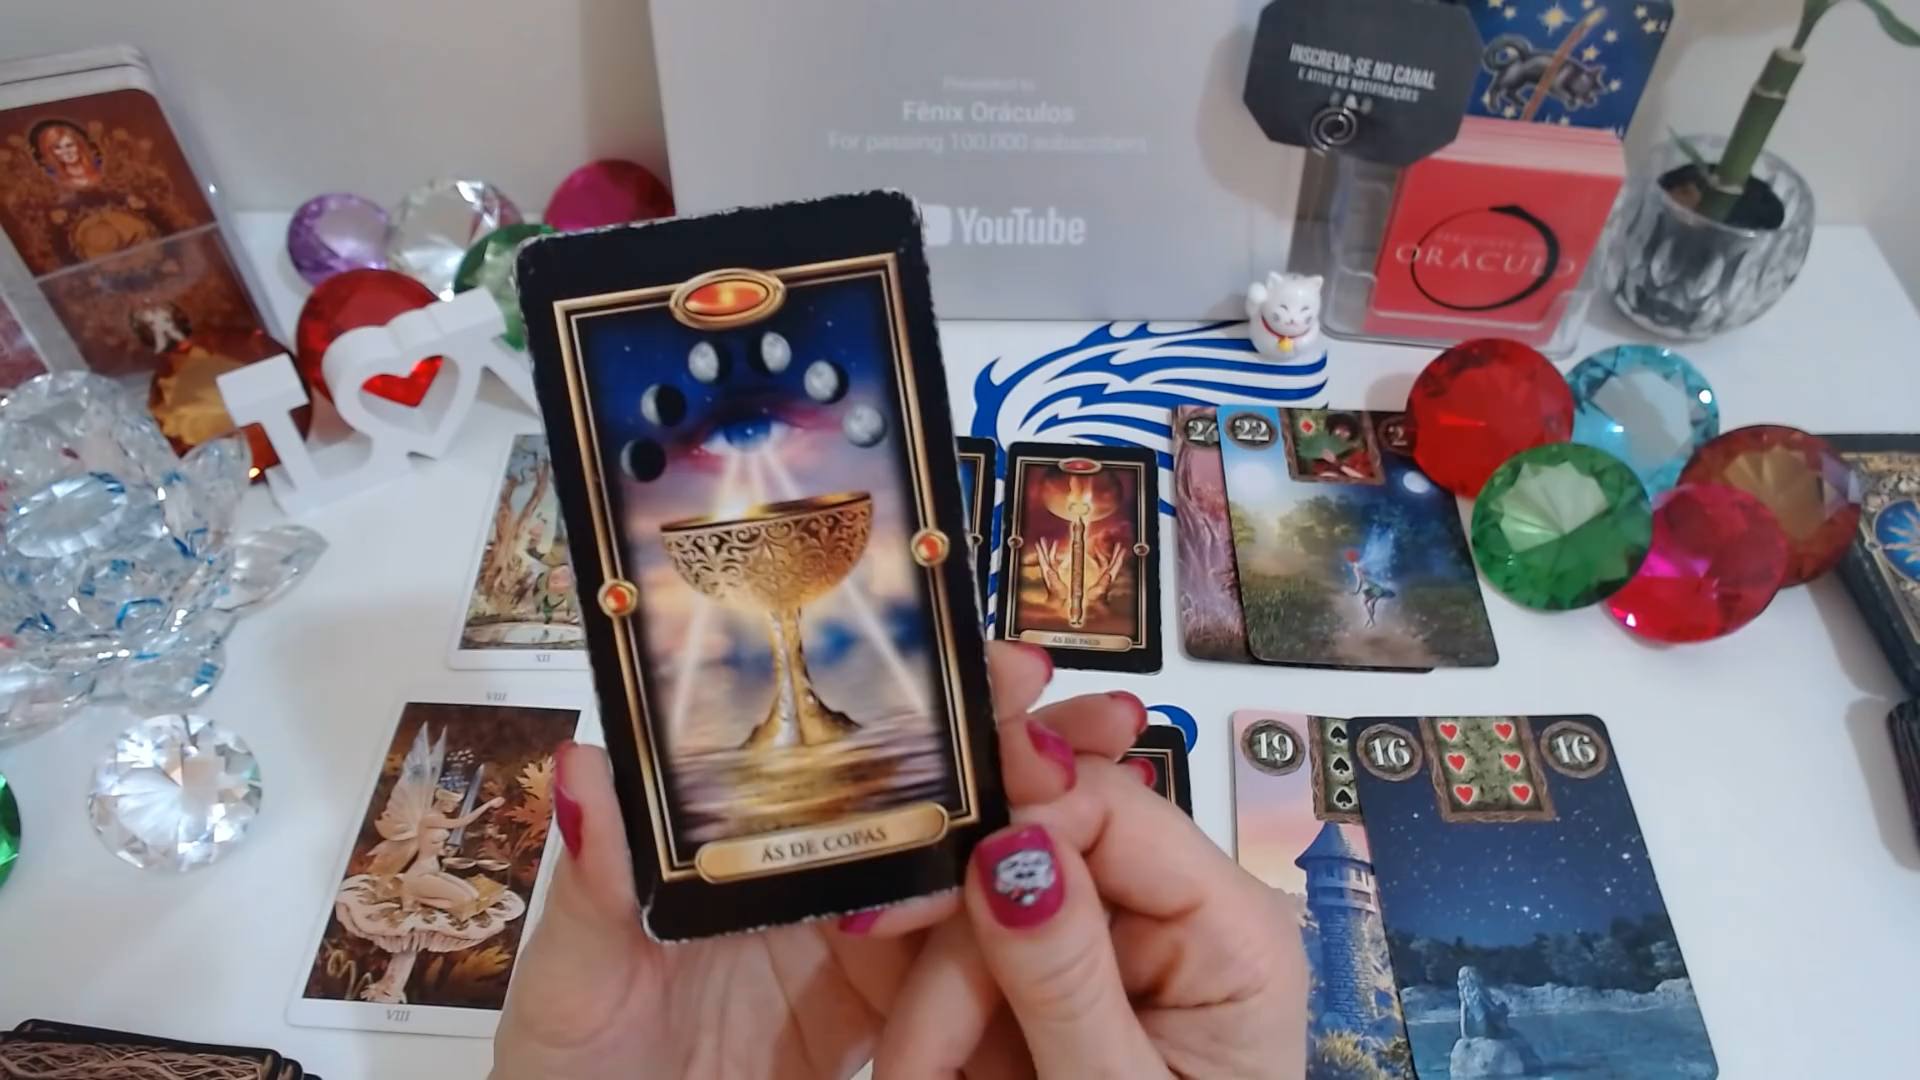 Presented to
Fênix Oráculos
For passing 100,000 subscribers
YouTube
INSCREVA-SE NO CANAL
E ATIVE AS NOTIFICAÇÕES
ORÁCULO
ÁS DE COPAS
ÁS DE PAUS
22
XII
VIII
VIII
19
16
16